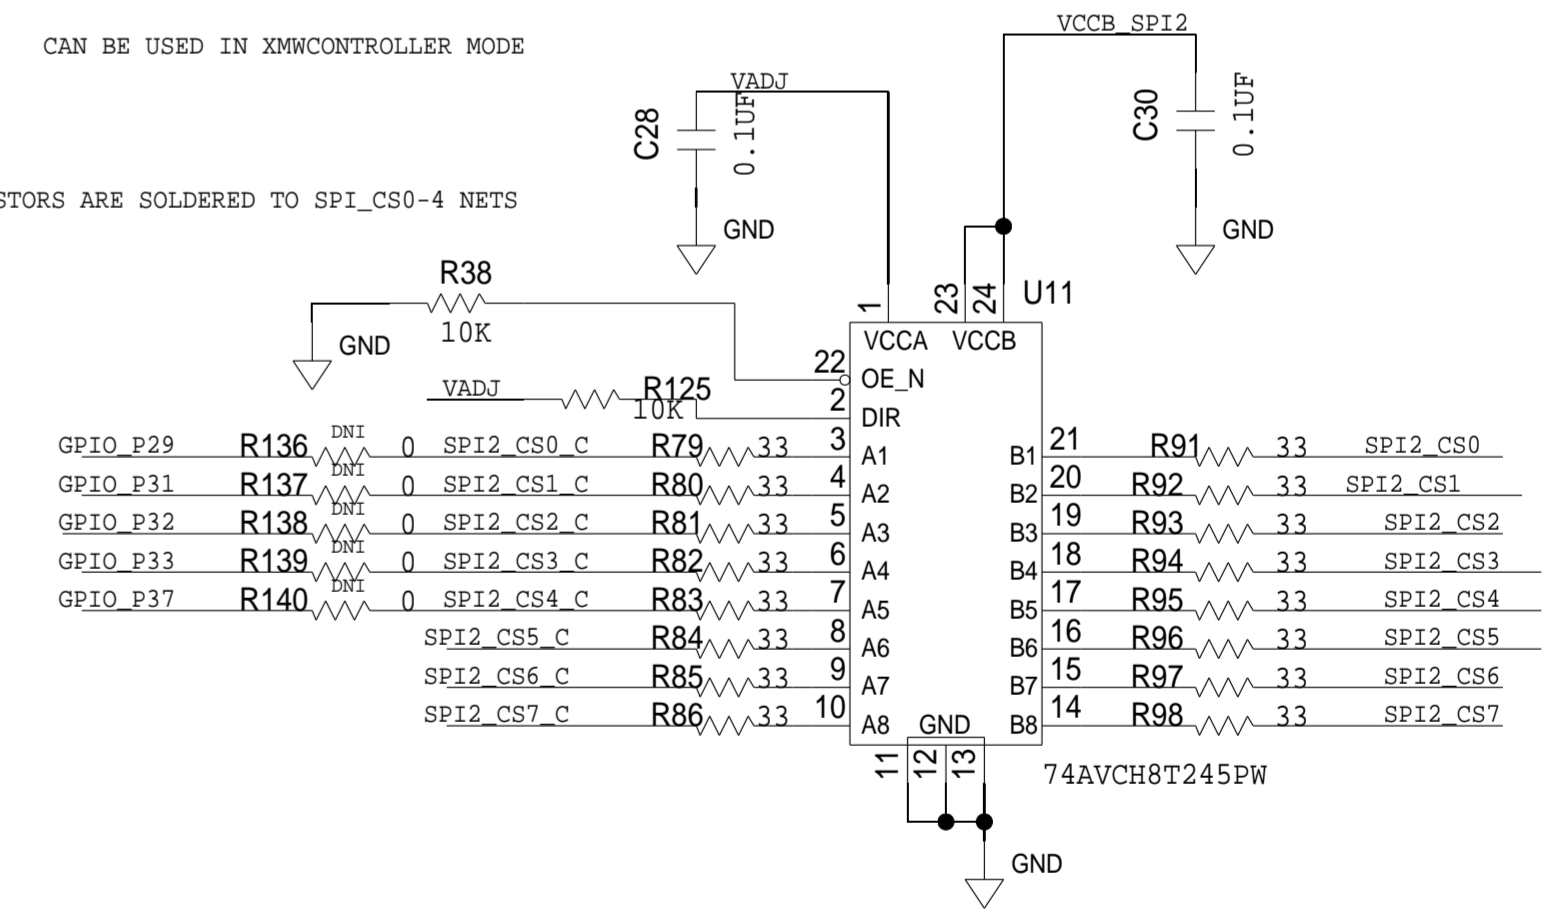 VCCB_SPI2
CAN BE USED IN XMWCONTROLLER MODE
VADJ
C28 0.1UF
C30 0.1UF
STORS ARE SOLDERED TO SPI_CS0-4 NETS
GND
GND
R38
10K
GND
1 23 24 U11
VCCA VCCB
22 OE_N
VADJ R125
10K
2 DIR
GPIO_P29 R136 DNI 0 SPI2_CS0_C R79 33 3 A1 B1 21 R91 33 SPI2_CS0
GPIO_P31 R137 DNI 0 SPI2_CS1_C R80 33 4 A2 B2 20 R92 33 SPI2_CS1
GPIO_P32 R138 DNI 0 SPI2_CS2_C R81 33 5 A3 B3 19 R93 33 SPI2_CS2
GPIO_P33 R139 DNI 0 SPI2_CS3_C R82 33 6 A4 B4 18 R94 33 SPI2_CS3
GPIO_P37 R140 DNI 0 SPI2_CS4_C R83 33 7 A5 B5 17 R95 33 SPI2_CS4
SPI2_CS5_C R84 33 8 A6 B6 16 R96 33 SPI2_CS5
SPI2_CS6_C R85 33 9 A7 B7 15 R97 33 SPI2_CS6
SPI2_CS7_C R86 33 10 A8 GND B8 14 R98 33 SPI2_CS7
11 12 13
74AVCH8T245PW
GND